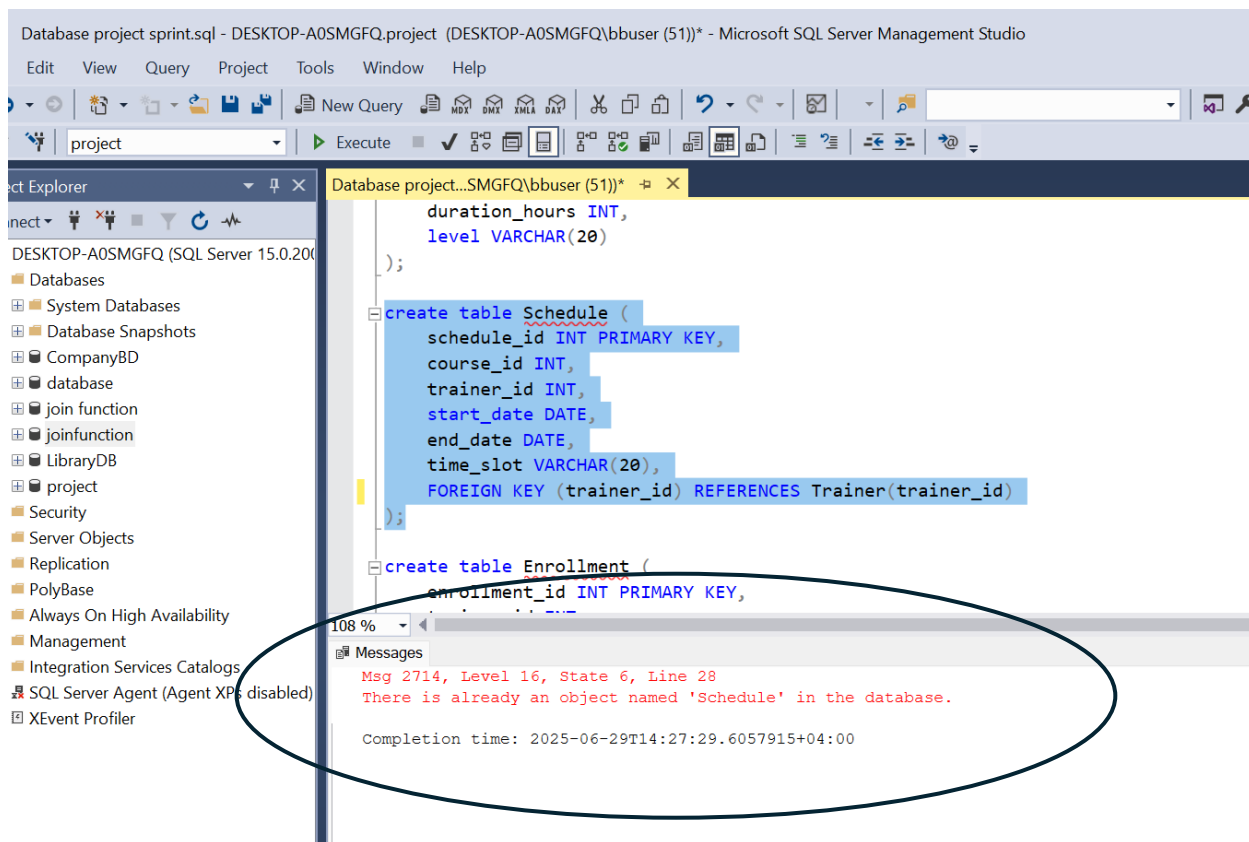 Database project sprint.sql - DESKTOP-A0SMGFQ.project (DESKTOP-A0SMGFQ\bbuser (51))* - Microsoft SQL Server Management Studio
Edit View Query Project Tools Window Help
New Query MDX DMX XMLA DAX
project Execute
ect Explorer
nnect
DESKTOP-A0SMGFQ (SQL Server 15.0.200
Databases
System Databases
Database Snapshots
CompanyBD
database
join function
joinfunction
LibraryDB
project
Security
Server Objects
Replication
PolyBase
Always On High Availability
Management
Integration Services Catalogs
SQL Server Agent (Agent XPs disabled)
XEvent Profiler
Database project...SMGFQ\bbuser (51))*
duration_hours INT,
level VARCHAR(20)
);
create table Schedule (
schedule_id INT PRIMARY KEY,
course_id INT,
trainer_id INT,
start_date DATE,
end_date DATE,
time_slot VARCHAR(20),
FOREIGN KEY (trainer_id) REFERENCES Trainer(trainer_id)
);
create table Enrollment (
enrollment_id INT PRIMARY KEY,
108 %
Messages
Msg 2714, Level 16, State 6, Line 28
There is already an object named 'Schedule' in the database.
Completion time: 2025-06-29T14:27:29.6057915+04:00